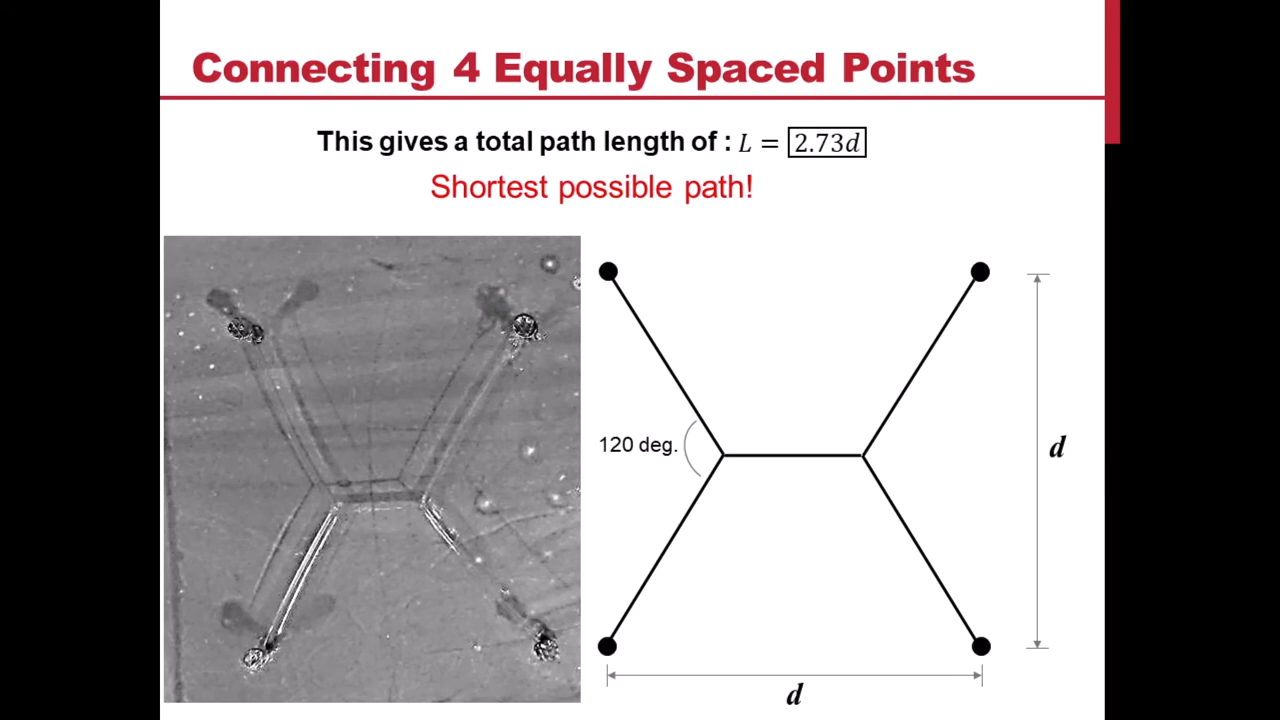 Connecting 4 Equally Spaced Points
This gives a total path length of : L = 2.73d
Shortest possible path!
120 deg.
d
d